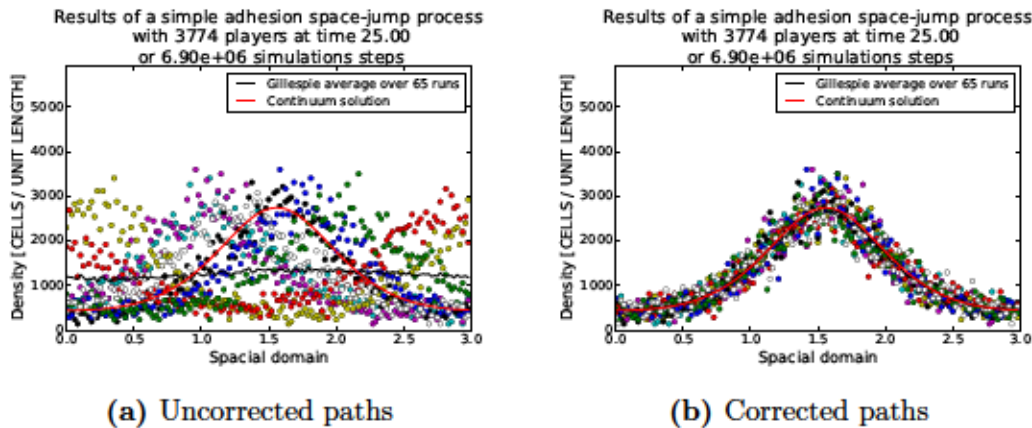 Results of a simple adhesion space-jump process
with 3774 players at time 25.00
or 6.90e+06 simulations steps
Gillespie average over 65 runs
Continuum solution
Density [CELLS / UNIT LENGTH]
5000
4000
3000
2000
1000
0
0.0 0.5 1.0 1.5 2.0 2.5 3.0
Spacial domain
(a) Uncorrected paths
Results of a simple adhesion space-jump process
with 3774 players at time 25.00
or 6.90e+06 simulations steps
Gillespie average over 65 runs
Continuum solution
Density [CELLS / UNIT LENGTH]
5000
4000
3000
2000
1000
0
0.0 0.5 1.0 1.5 2.0 2.5 3.0
Spacial domain
(b) Corrected paths